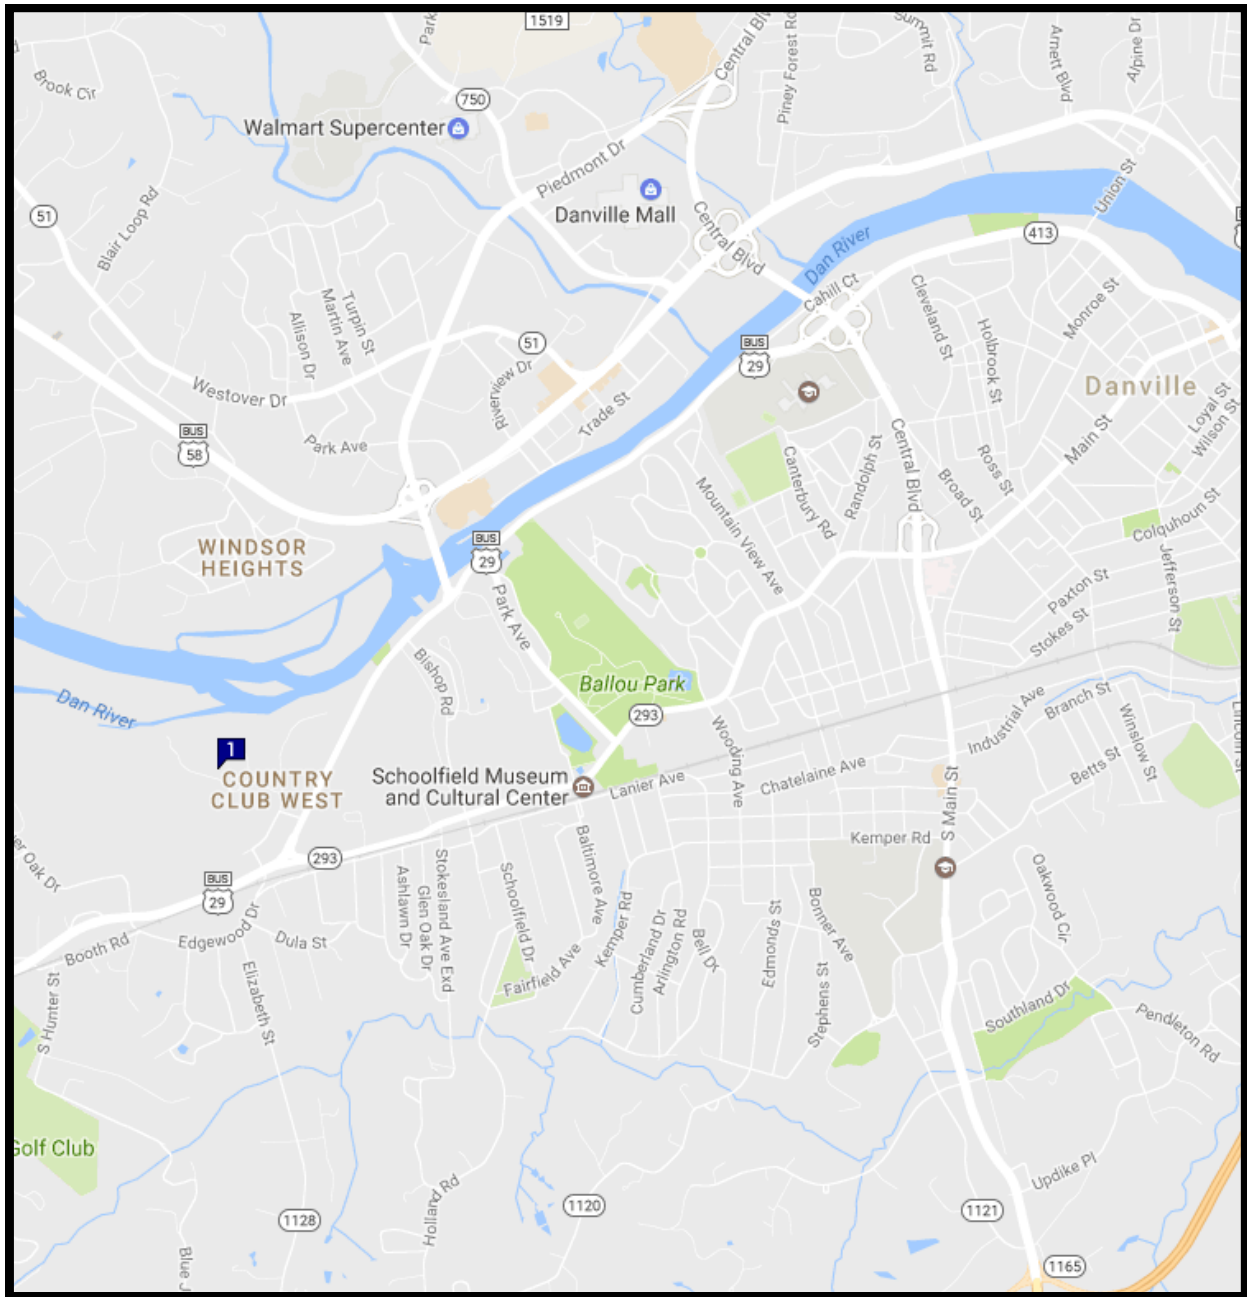 1519
Park
Central Blv
Summit Rd
Piney Forest Rd
Arnett Blvd
Alpine Dr
Brook Cir
750
Walmart Supercenter
Piedmont Dr
Danville Mall
Union St
51
Blair Loop Rd
Central Blvd
413
Dan River
Cahill Ct
Cleveland St
Monroe St
Turpin St
Martin Ave
Allison Dr
51
Holbrook St
BUS
29
Riverview Dr
Danville
Westover Dr
Trade St
Loyal St
Wilson St
Main St
Park Ave
BUS
58
Central Blvd
Randolph St
Canterbury Rd
Ross St
Broad St
Mountain View Ave
Colquhoun St
WINDSOR
HEIGHTS
BUS
29
Jefferson St
Paxton St
Park Ave
Stokes St
Bishop Rd
Ballou Park
Dan River
293
Industrial Ave
Branch St
Winslow St
Lincoln St
Wooding Ave
1
COUNTRY
CLUB WEST
Schoolfield Museum
and Cultural Center
Lanier Ave
Chatelaine Ave
Betts St
S Main St
Kemper Rd
293
er Oak Dr
BUS
29
Baltimore Ave
Oakwood Cir
Stokesland Ave Exd
Glen Oak Dr
Ashlawn Dr
Schoolfield Dr
Kemper Rd
Cumberland Dr
Arlington Rd
Bell Dr
Edmonds St
Bonner Ave
Booth Rd
Edgewood Dr
Dula St
Elizabeth St
Fairfield Ave
Stephens St
S Hunter St
Southland Dr
Pendleton Rd
Golf Club
Updike Pl
Holland Rd
1128
1120
1121
Blue J
1165